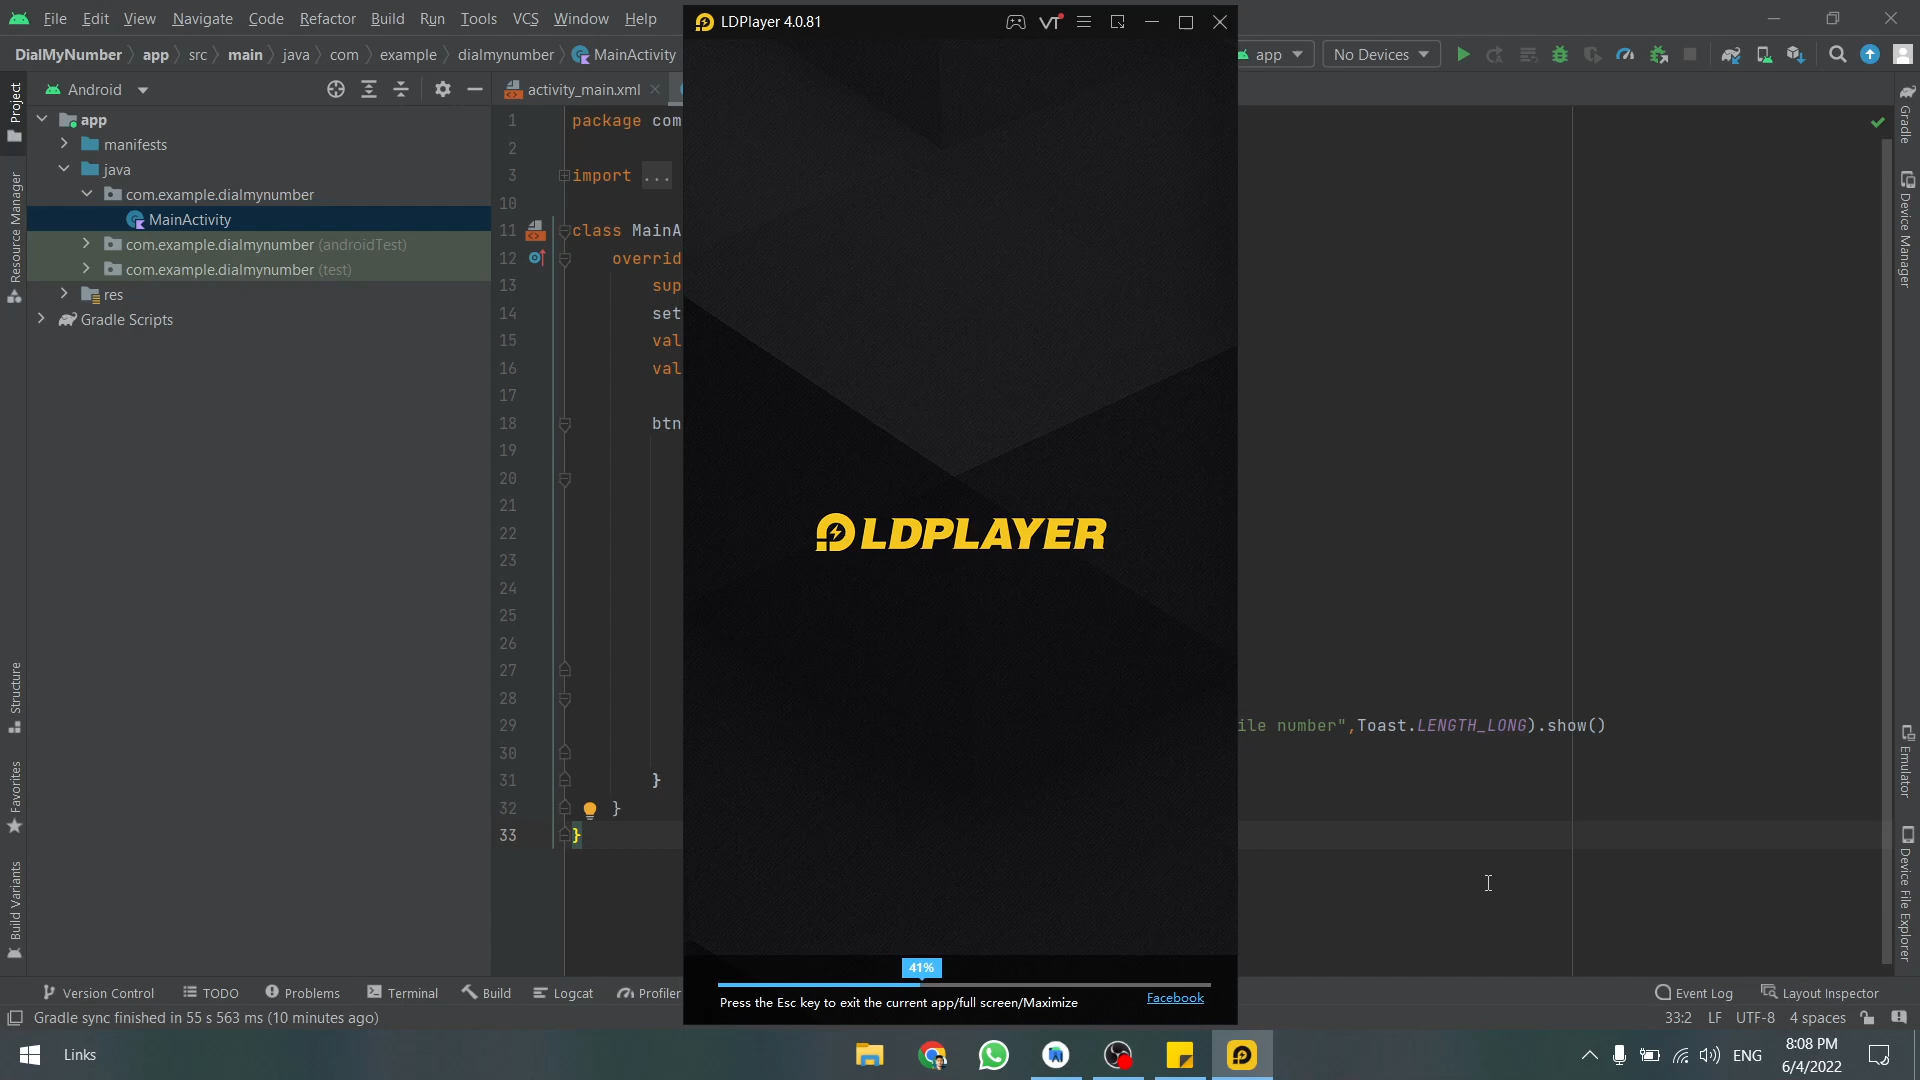 File Edit View Navigate Code Refactor Build Run Tools VCS Window Help
LDPlayer 4.0.81
DialMyNumber app src main java com example dialmynumber MainActivity
app No Devices
Android
activity_main.xml
Project
Resource Manager
Structure
Favorites
Build Variants
app
manifests
java
com.example.dialmynumber
MainActivity
com.example.dialmynumber (androidTest)
com.example.dialmynumber (test)
res
Gradle Scripts
1 package com
2
3 import ...
10
11 class MainA
12 overrid
13 sup
14 set
15 val
16 val
17
18 btn
19
20
21
22
23
24
25
26
27
28
29 ile number",Toast.LENGTH_LONG).show()
30
31 }
32 }
33 }
LDPLAYER
41%
Press the Esc key to exit the current app/full screen/Maximize
Facebook
Gradle
Device Manager
Emulator
Device File Explorer
Version Control TODO Problems Terminal Build Logcat Profiler
Event Log Layout Inspector
Gradle sync finished in 55 s 563 ms (10 minutes ago)
33:2 LF UTF-8 4 spaces
Links
ENG
8:08 PM
6/4/2022